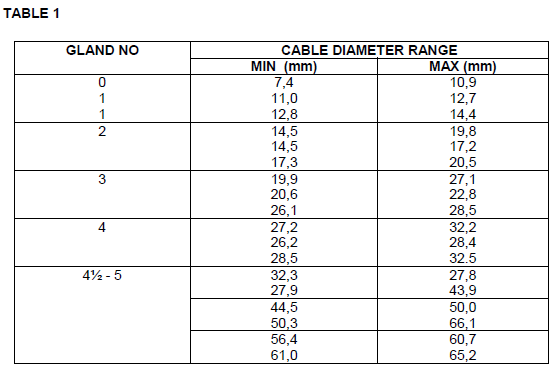 TABLE 1
GLAND NO CABLE DIAMETER RANGE
MIN (mm) MAX (mm)
0 7,4 10,9
1 11,0 12,7
1 12,8 14,4
2 14,5 19,8
14,5 17,2
17,3 20,5
3 19,9 27,1
20,6 22,8
26,1 28,5
4 27,2 32,2
26,2 28,4
28,5 32.5
4½ - 5 32,3 27,8
27,9 43,9
44,5 50,0
50,3 66,1
56,4 60,7
61,0 65,2